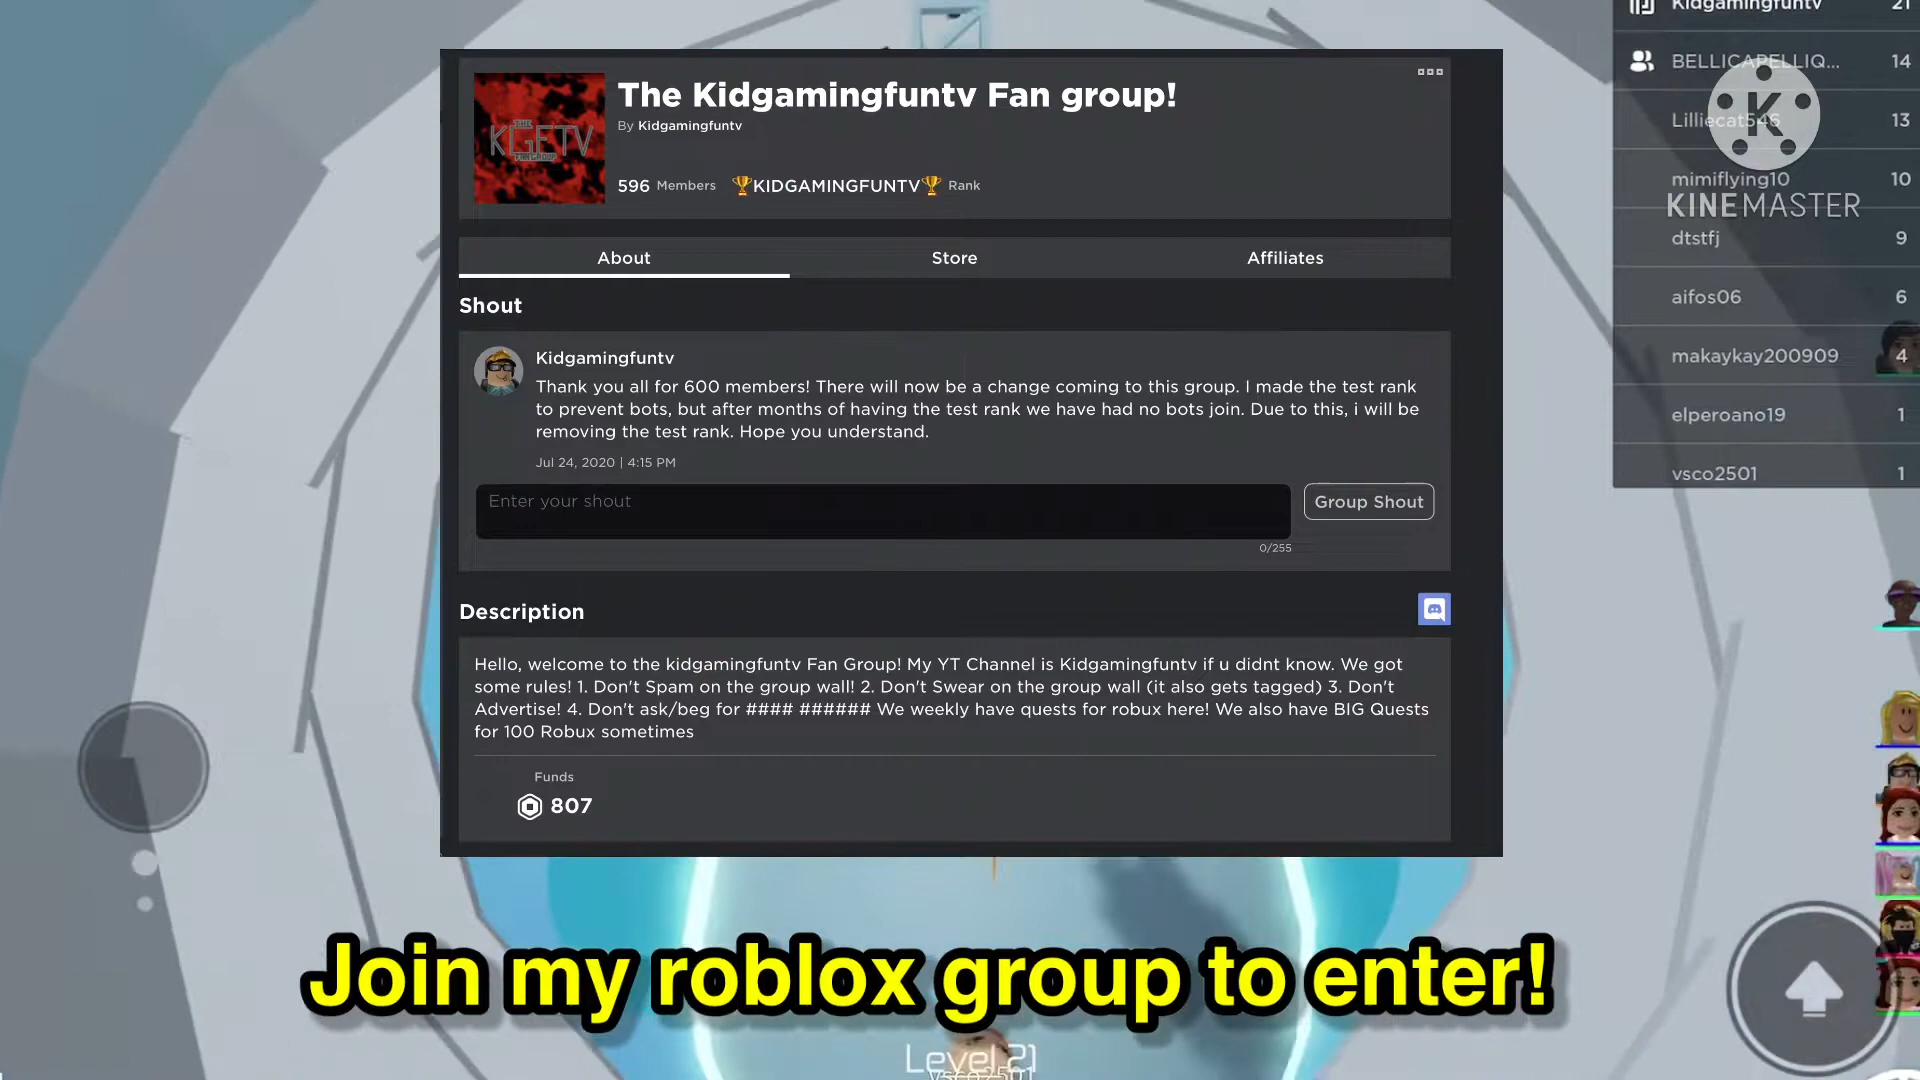 The Kidgamingfuntv Fan group!
By Kidgamingfuntv
596 Members 🏆KIDGAMINGFUNTV🏆 Rank
THE
KGFTV
FAN GROUP
About Store Affiliates
Shout
Kidgamingfuntv
Thank you all for 600 members! There will now be a change coming to this group. I made the test rank
to prevent bots, but after months of having the test rank we have had no bots join. Due to this, i will be
removing the test rank. Hope you understand.
Jul 24, 2020 | 4:15 PM
Enter your shout
Group Shout
0/255
Description
Hello, welcome to the kidgamingfuntv Fan Group! My YT Channel is Kidgamingfuntv if u didnt know. We got
some rules! 1. Don't Spam on the group wall! 2. Don't Swear on the group wall (it also gets tagged) 3. Don't
Advertise! 4. Don't ask/beg for #### ###### We weekly have quests for robux here! We also have BIG Quests
for 100 Robux sometimes
Funds
807
Kidgamingfuntv 21
BELLICAPELLIQ... 14
Lilliecat546 13
mimiflying10 10
dtstfj 9
aifos06 6
makaykay200909 4
elperoano19 1
vsco2501 1
K
KINEMASTER
Join my roblox group to enter!
Level 21
vsco2501